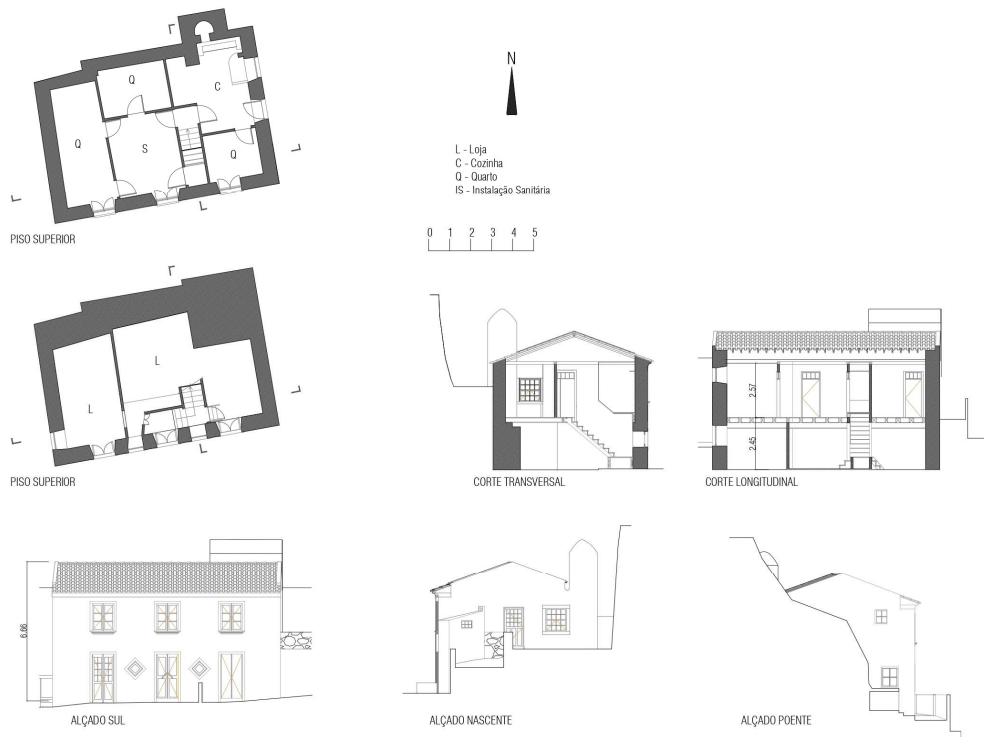 Q
C
Q
S
Q
PISO SUPERIOR
N
L - Loja
C - Cozinha
Q - Quarto
IS - Instalação Sanitária
0 1 2 3 4 5
L
L
PISO SUPERIOR
CORTE TRANSVERSAL
2.57
2.45
CORTE LONGITUDINAL
6.66
ALÇADO SUL
ALÇADO NASCENTE
ALÇADO POENTE